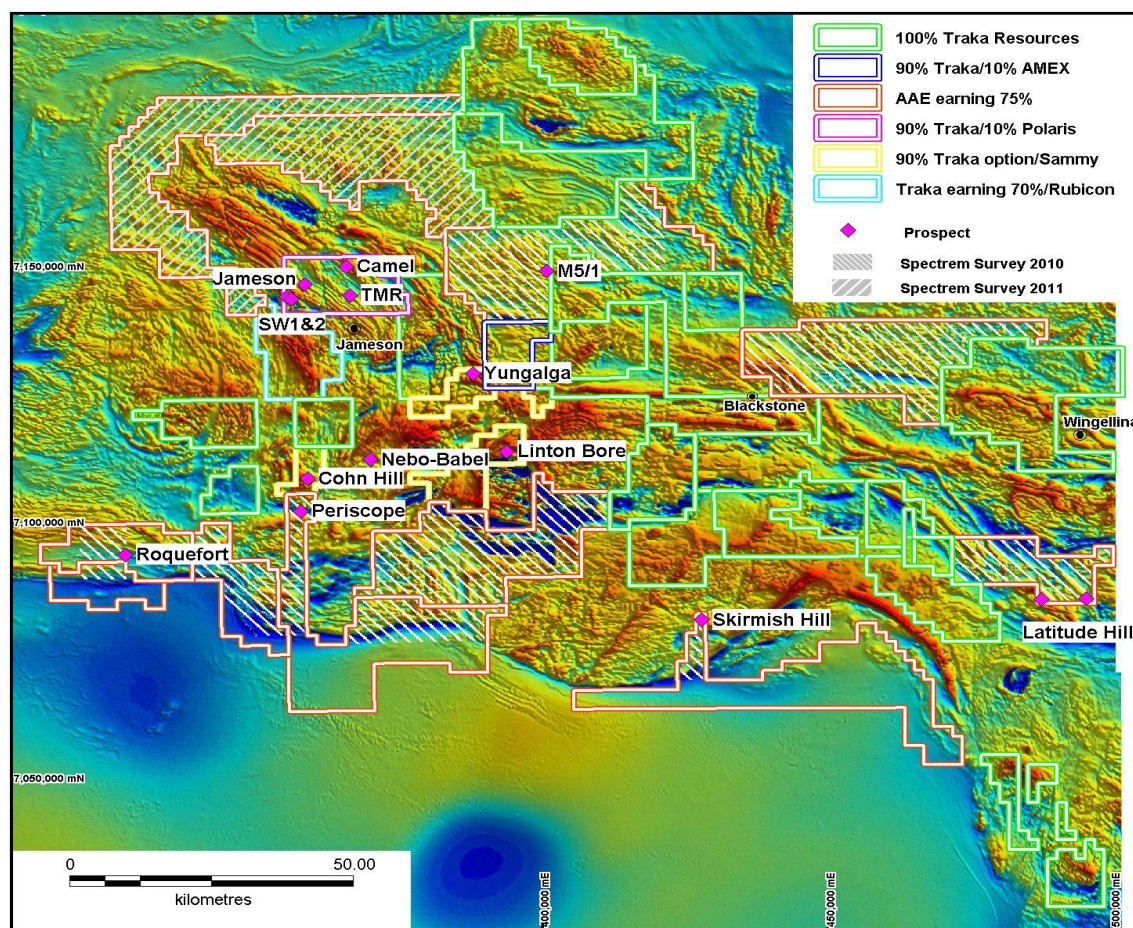 100% Traka Resources
90% Traka/10% AMEX
AAE earning 75%
90% Traka/10% Polaris
90% Traka option/Sammy
Traka earning 70%/Rubicon
Prospect
Spectrem Survey 2010
Spectrem Survey 2011
7,150,000 mN
Camel
Jameson
TMR
M5/1
SW1&2
Jameson
Yungalga
Blackstone
Wingellina
Linton Bore
Nebo-Babel
Cohn Hill
Periscope
7,100,000 mN
Roquefort
Skirmish Hill
Latitude Hill
7,050,000 mN
0 50.00
kilometres
400,000 mE
450,000 mE
500,000 mE